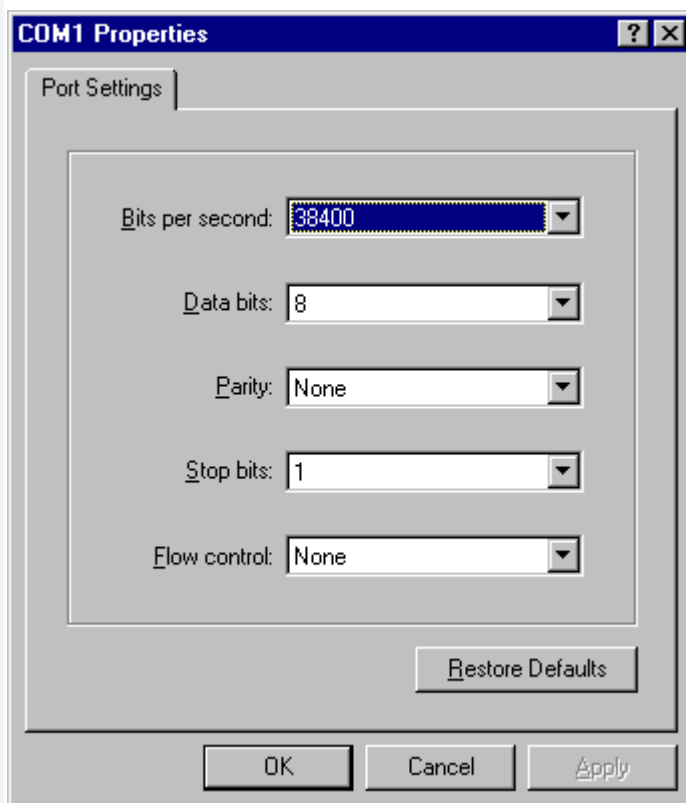 COM1 Properties
Port Settings
Bits per second: 38400
Data bits: 8
Parity: None
Stop bits: 1
Flow control: None
Restore Defaults
OK Cancel Apply